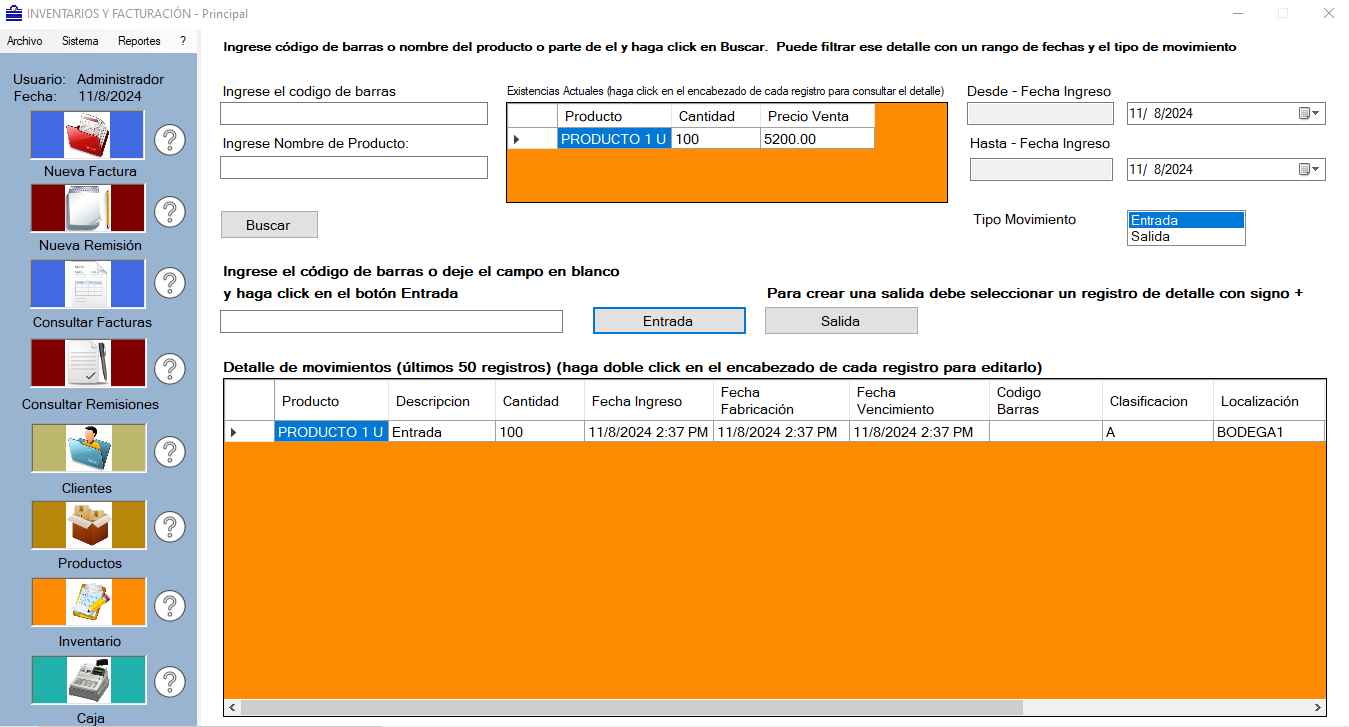 INVENTARIOS Y FACTURACIÓN - Principal
Archivo Sistema Reportes ?
Usuario: Administrador
Fecha: 11/8/2024
Nueva Factura
Nueva Remisión
Consultar Facturas
Consultar Remisiones
Clientes
Productos
Inventario
Caja
Ingrese código de barras o nombre del producto o parte de el y haga click en Buscar. Puede filtrar ese detalle con un rango de fechas y el tipo de movimiento
Ingrese el codigo de barras
Ingrese Nombre de Producto:
Buscar
Existencias Actuales (haga click en el encabezado de cada registro para consultar el detalle)
Producto Cantidad Precio Venta
PRODUCTO 1 U 100 5200.00
Desde - Fecha Ingreso
11/ 8/2024
Hasta - Fecha Ingreso
11/ 8/2024
Tipo Movimiento
Entrada
Salida
Ingrese el código de barras o deje el campo en blanco
y haga click en el botón Entrada
Para crear una salida debe seleccionar un registro de detalle con signo +
Entrada Salida
Detalle de movimientos (últimos 50 registros) (haga doble click en el encabezado de cada registro para editarlo)
Producto Descripcion Cantidad Fecha Ingreso Fecha Fabricación Fecha Vencimiento Codigo Barras Clasificacion Localización
PRODUCTO 1 U Entrada 100 11/8/2024 2:37 PM 11/8/2024 2:37 PM 11/8/2024 2:37 PM A BODEGA1